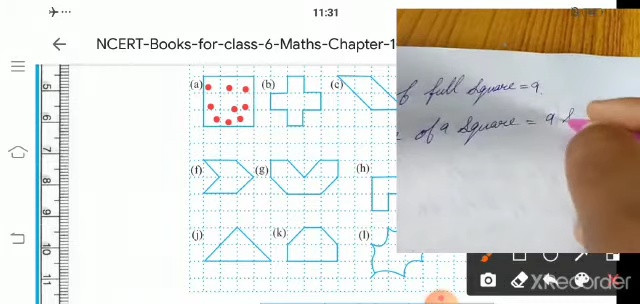 11:31
NCERT-Books-for-class-6-Maths-Chapter-1
(a) (b) (c)
f full Square = 9.
of 9 Square = 9 s
(f) (g) (h)
(j) (k) (l)
5
6
7
8
9
10
11
XRecorder